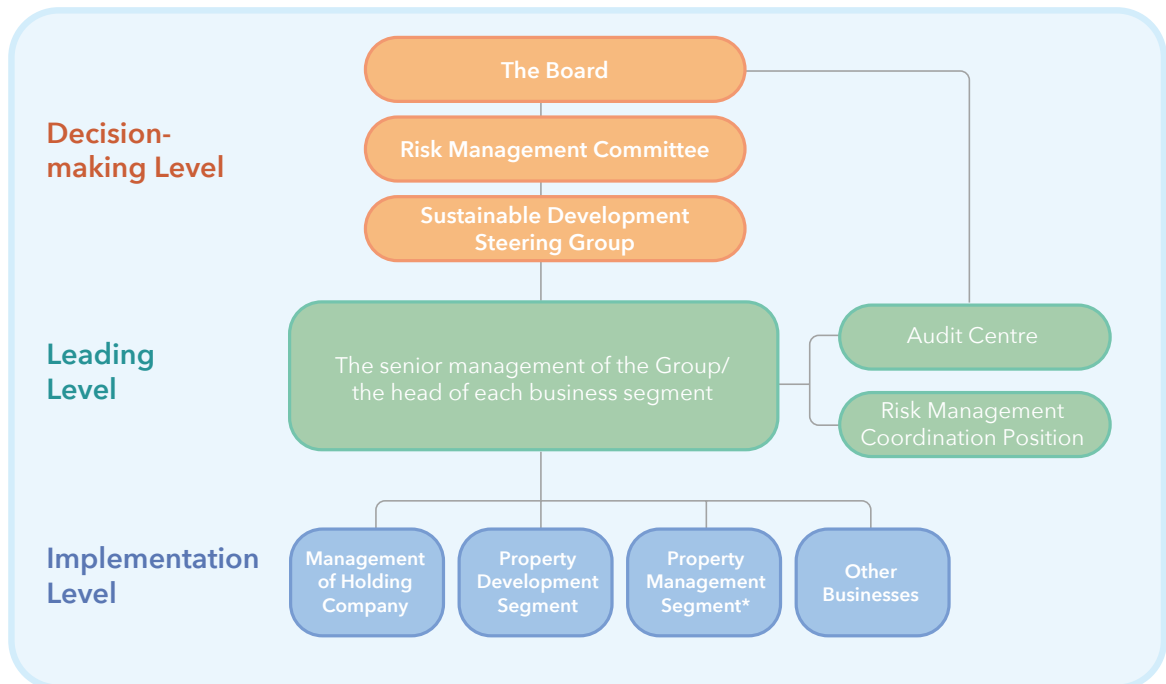 The Board
Decision-
making Level
Risk Management Committee
Sustainable Development
Steering Group
Leading
Level
The senior management of the Group/
the head of each business segment
Audit Centre
Risk Management
Coordination Position
Implementation
Level
Management
of Holding
Company
Property
Development
Segment
Property
Management
Segment*
Other
Businesses